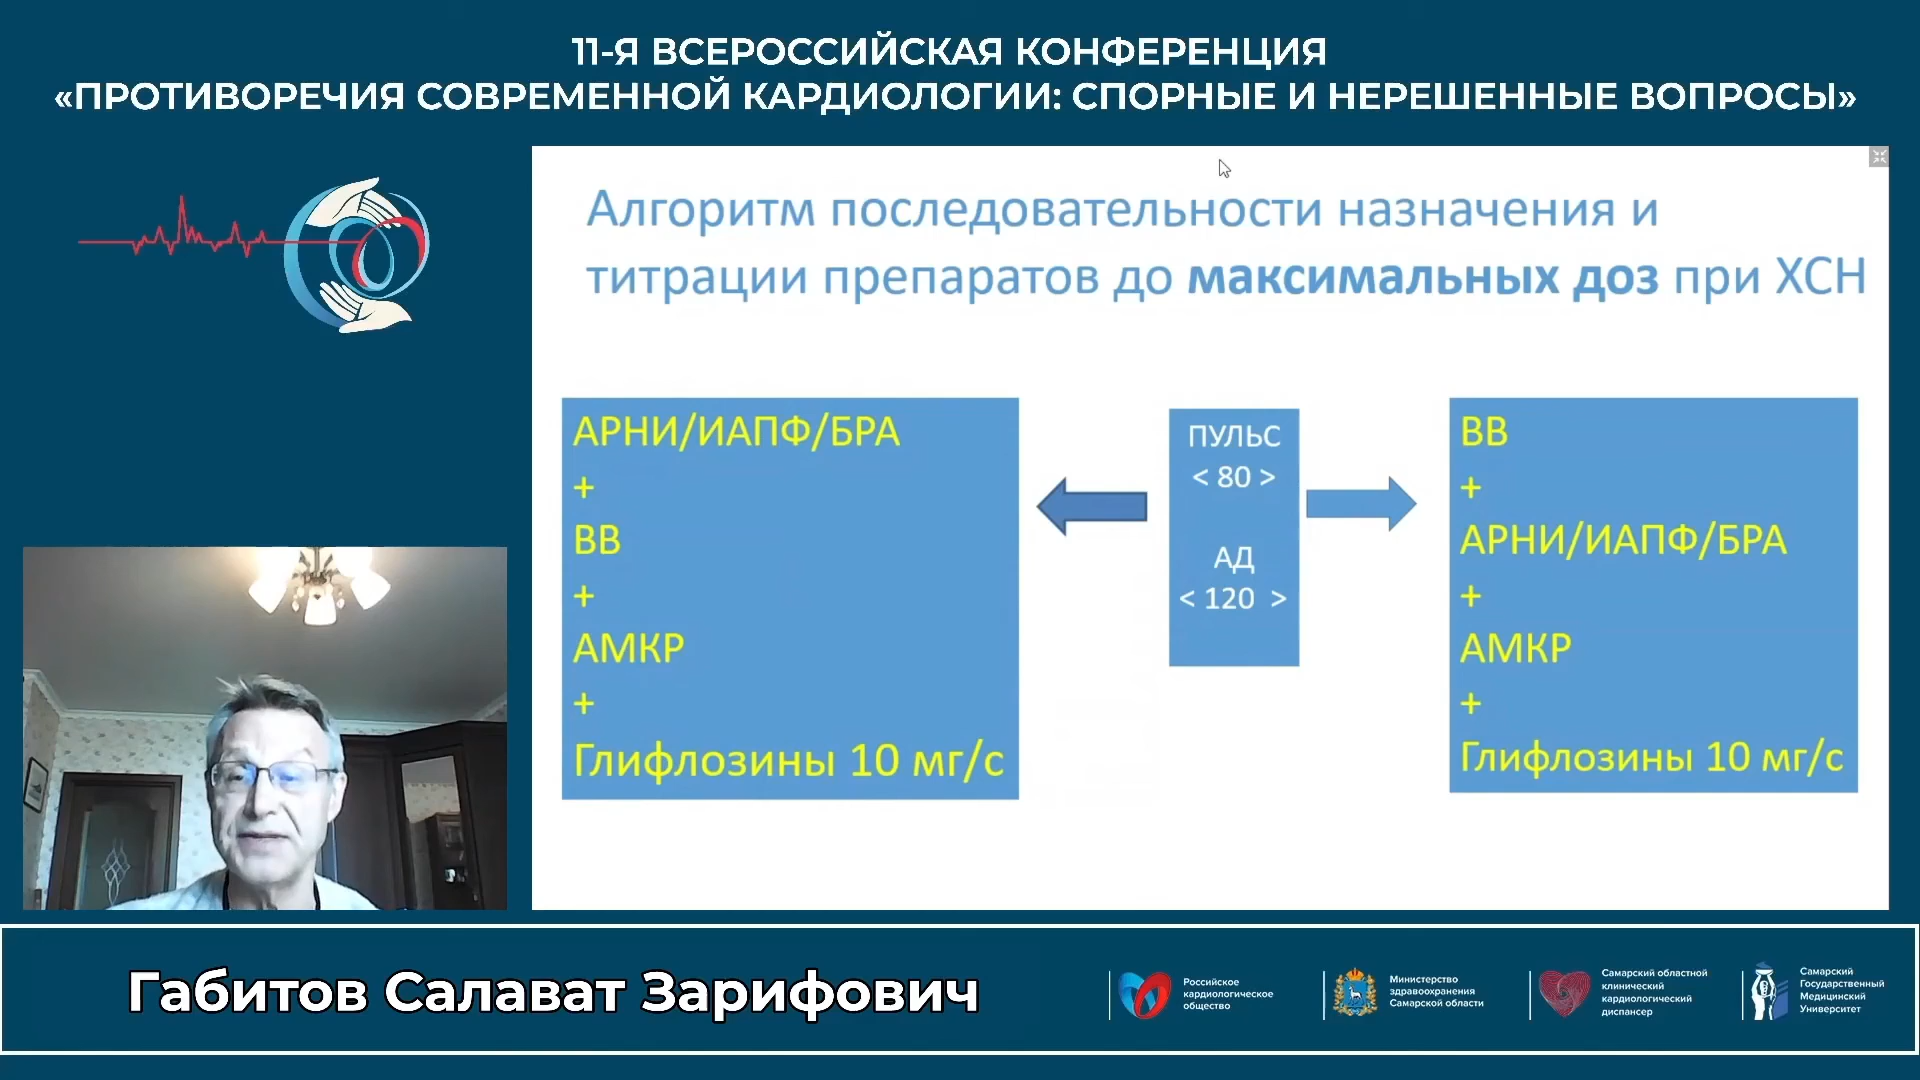 11-Я ВСЕРОССИЙСКАЯ КОНФЕРЕНЦИЯ
«ПРОТИВОРЕЧИЯ СОВРЕМЕННОЙ КАРДИОЛОГИИ: СПОРНЫЕ И НЕРЕШЕННЫЕ ВОПРОСЫ»
Алгоритм последовательности назначения и
титрации препаратов до максимальных доз при ХСН
АРНИ/ИАПФ/БРА
+
ВВ
+
АМКР
+
Глифлозины 10 мг/с
ПУЛЬС
< 80 >
АД
< 120 >
ВВ
+
АРНИ/ИАПФ/БРА
+
АМКР
+
Глифлозины 10 мг/с
Габитов Салават Зарифович
Российское
кардиологическое
общество
Министерство
здравоохранения
Самарской области
Самарский областной
клинический
кардиологический
диспансер
Самарский
Государственный
Медицинский
Университет